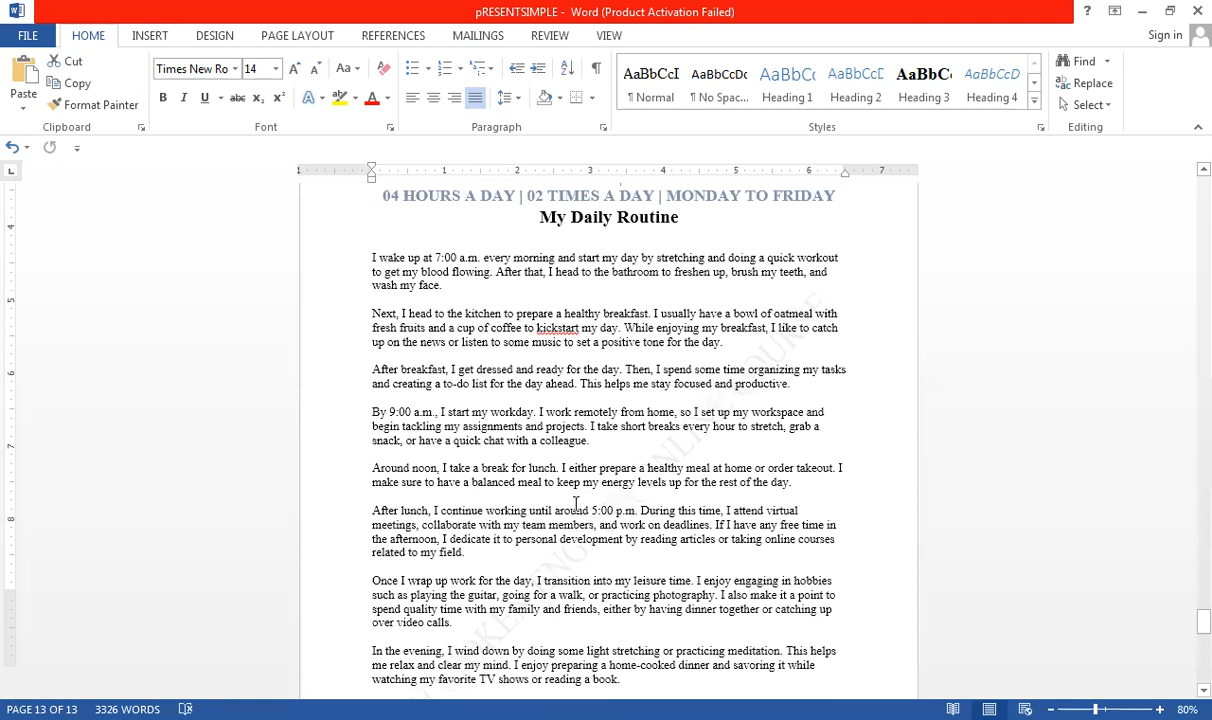 pRESENTSIMPLE - Word (Product Activation Failed)
FILE HOME INSERT DESIGN PAGE LAYOUT REFERENCES MAILINGS REVIEW VIEW Sign in
Paste
Cut
Copy
Format Painter
Clipboard
Times New Ro 14
Font
Paragraph
AaBbCcI AaBbCcDc AaBbC AaBbCcD AaBbC AaBbCcD
¶ Normal ¶ No Spac... Heading 1 Heading 2 Heading 3 Heading 4
Styles
Find
Replace
Select
Editing
1 1 2 3 4 5 6 7
4
5
6
7
8
04 HOURS A DAY | 02 TIMES A DAY | MONDAY TO FRIDAY
My Daily Routine
I wake up at 7:00 a.m. every morning and start my day by stretching and doing a quick workout
to get my blood flowing. After that, I head to the bathroom to freshen up, brush my teeth, and
wash my face.
Next, I head to the kitchen to prepare a healthy breakfast. I usually have a bowl of oatmeal with
fresh fruits and a cup of coffee to kickstart my day. While enjoying my breakfast, I like to catch
up on the news or listen to some music to set a positive tone for the day.
After breakfast, I get dressed and ready for the day. Then, I spend some time organizing my tasks
and creating a to-do list for the day ahead. This helps me stay focused and productive.
By 9:00 a.m., I start my workday. I work remotely from home, so I set up my workspace and
begin tackling my assignments and projects. I take short breaks every hour to stretch, grab a
snack, or have a quick chat with a colleague.
Around noon, I take a break for lunch. I either prepare a healthy meal at home or order takeout. I
make sure to have a balanced meal to keep my energy levels up for the rest of the day.
After lunch, I continue working until around 5:00 p.m. During this time, I attend virtual
meetings, collaborate with my team members, and work on deadlines. If I have any free time in
the afternoon, I dedicate it to personal development by reading articles or taking online courses
related to my field.
Once I wrap up work for the day, I transition into my leisure time. I enjoy engaging in hobbies
such as playing the guitar, going for a walk, or practicing photography. I also make it a point to
spend quality time with my family and friends, either by having dinner together or catching up
over video calls.
In the evening, I wind down by doing some light stretching or practicing meditation. This helps
me relax and clear my mind. I enjoy preparing a home-cooked dinner and savoring it while
watching my favorite TV shows or reading a book.
PAGE 13 OF 13 3326 WORDS 80%